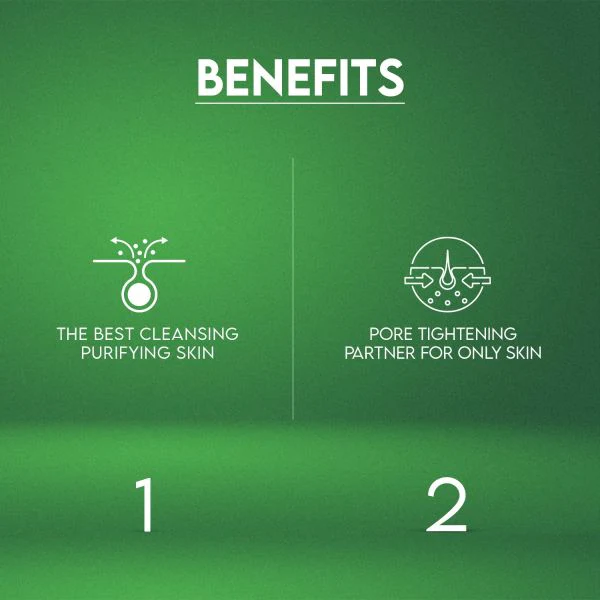 BENEFITS
THE BEST CLEANSING
PURIFYING SKIN
PORE TIGHTENING
PARTNER FOR ONLY SKIN
1
2